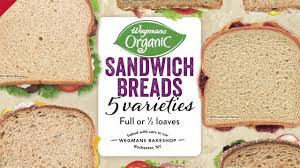 Wegmans
Organic
SANDWICH
BREADS
5 varieties
Full or ½ loaves
baked with care in our
WEGMANS BAKESHOP
Rochester, NY